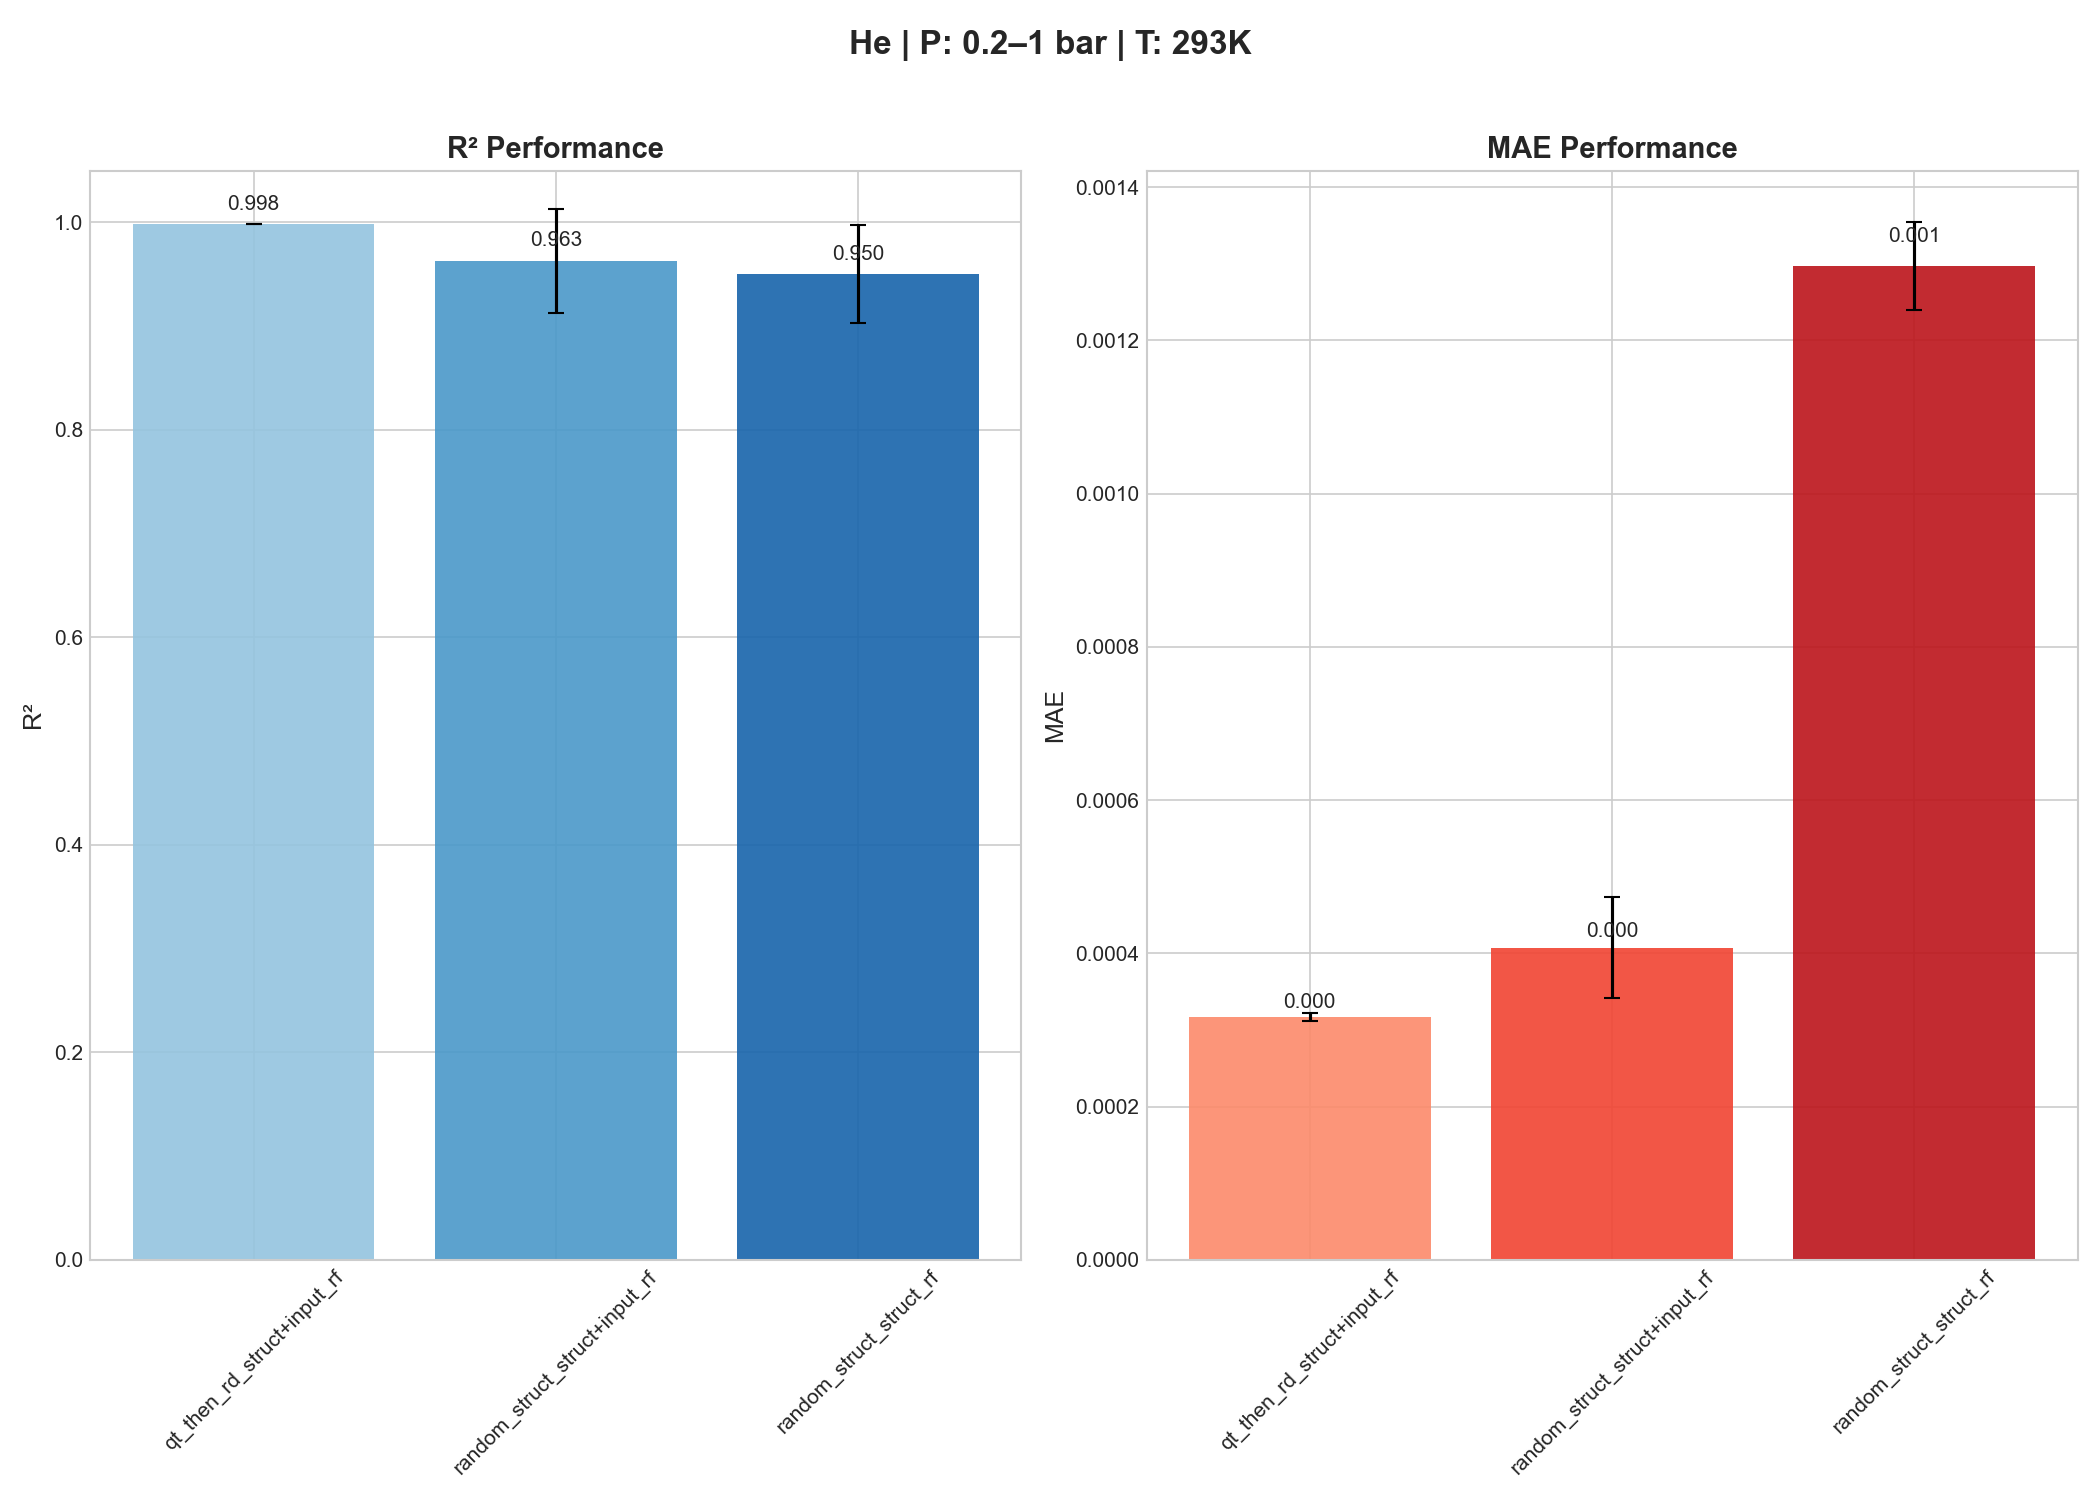 He | P: 0.2–1 bar | T: 293K
R² Performance
R²
1.0
0.8
0.6
0.4
0.2
0.0
0.998
0.963
0.950
qt_then_rd_struct+input_rf
random_struct_struct+input_rf
random_struct_struct_rf
MAE Performance
MAE
0.0014
0.0012
0.0010
0.0008
0.0006
0.0004
0.0002
0.0000
0.000
0.000
0.001
qt_then_rd_struct+input_rf
random_struct_struct+input_rf
random_struct_struct_rf